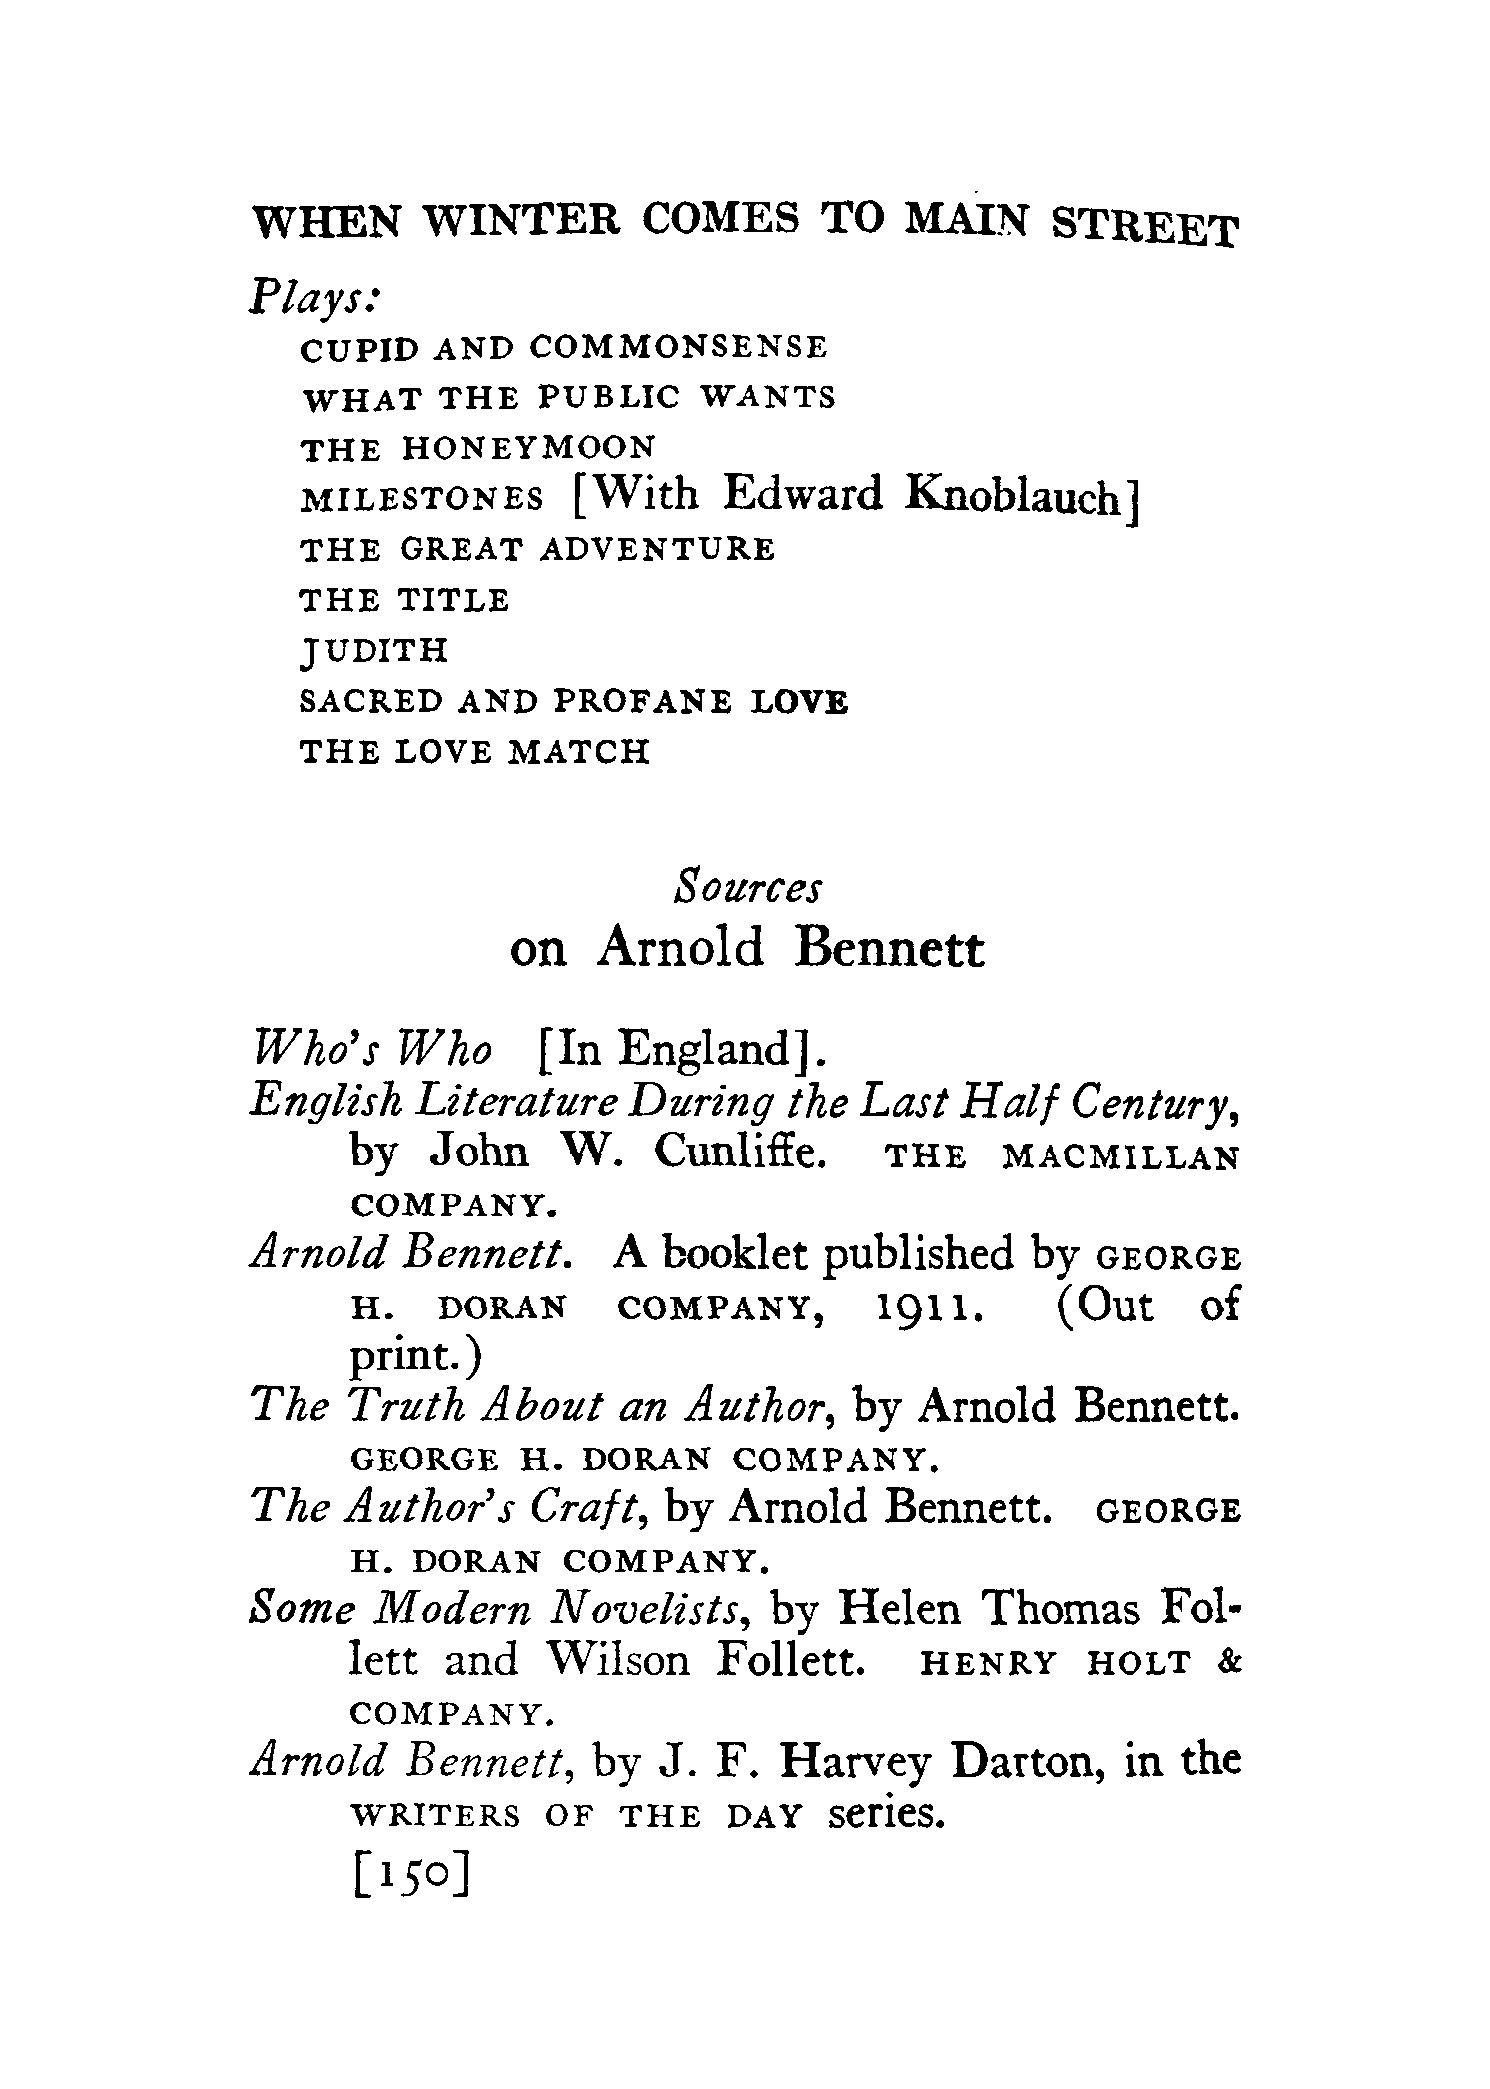 WHEN WINTER COMES TO MAIN STREET
Plays:
CUPID AND COMMONSENSE
WHAT THE PUBLIC WANTS
THE HONEYMOON
MILESTONES [With Edward Knoblauch]
THE GREAT ADVENTURE
THE TITLE
JUDITH
SACRED AND PROFANE LOVE
THE LOVE MATCH
Sources
on Arnold Bennett
Who's Who [In England].
English Literature During the Last Half Century,
by John W. Cunliffe. THE MACMILLAN
COMPANY.
Arnold Bennett. A booklet published by GEORGE
H. DORAN COMPANY, 1911. (Out of
print.)
The Truth About an Author, by Arnold Bennett.
GEORGE H. DORAN COMPANY.
The Author's Craft, by Arnold Bennett. GEORGE
H. DORAN COMPANY.
Some Modern Novelists, by Helen Thomas Fol-
lett and Wilson Follett. HENRY HOLT &
COMPANY.
Arnold Bennett, by J. F. Harvey Darton, in the
WRITERS OF THE DAY series.
[150]